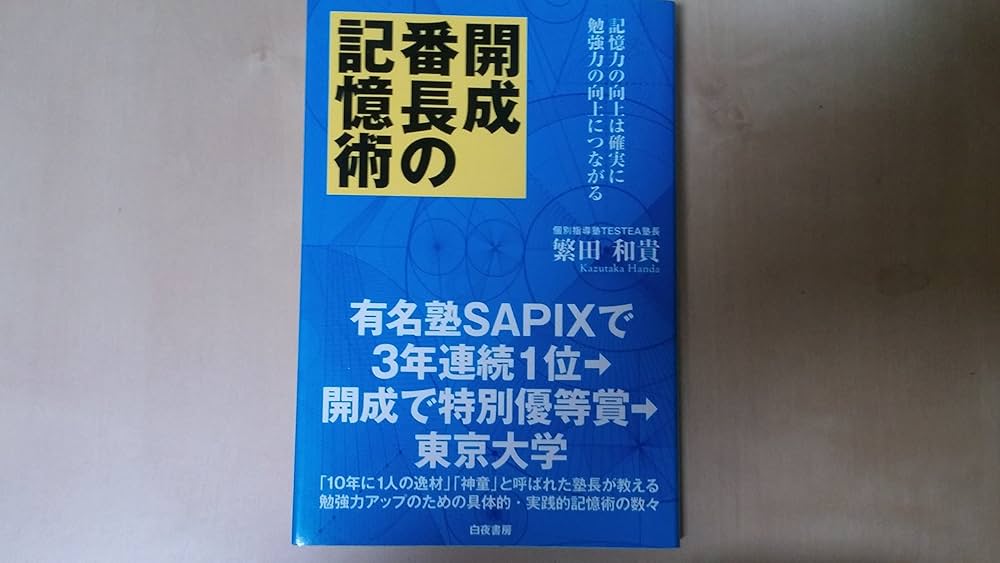 記憶力の向上は確実に
勉強力の向上につながる
開成
番長の
記憶術
個別指導塾TESTEA塾長
繁田 和貴
Kazutaka Handa
有名塾SAPIXで
3年連続1位→
開成で特別優等賞→
東京大学
「10年に1人の逸材」「神童」と呼ばれた塾長が教える
勉強力アップのための具体的・実践的記憶術の数々
白夜書房